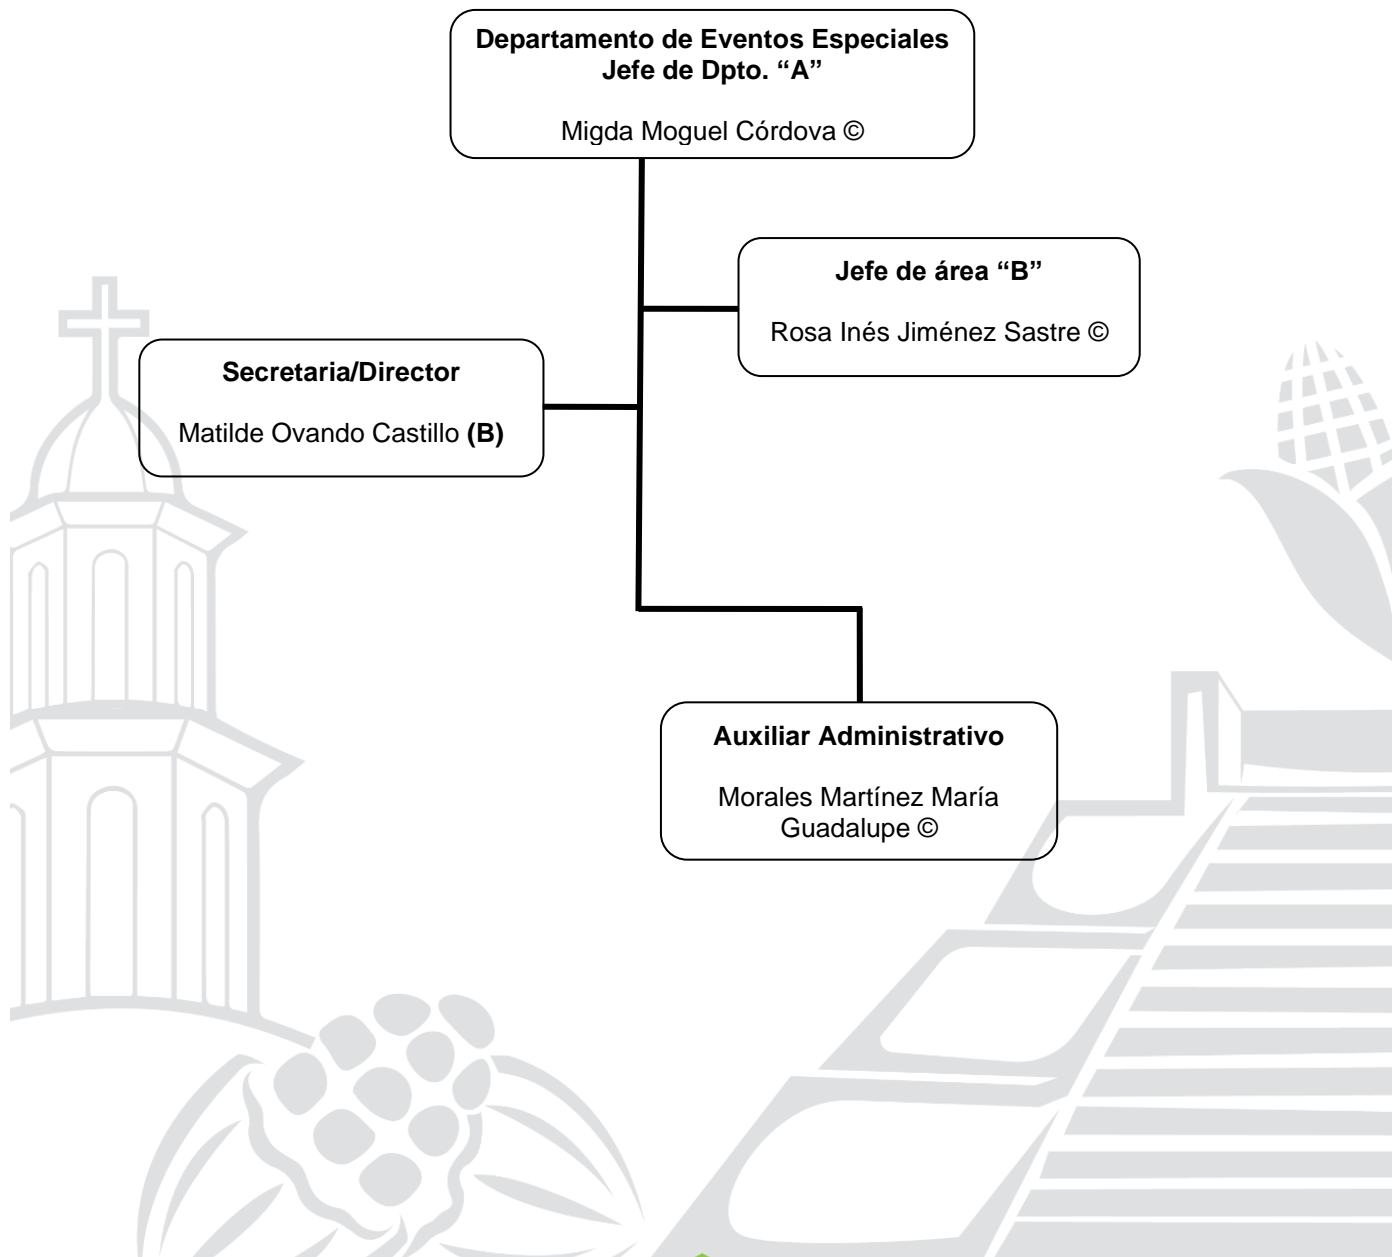 Departamento de Eventos Especiales
Jefe de Dpto. “A”
Migda Moguel Córdova ©
Jefe de área “B”
Rosa Inés Jiménez Sastre ©
Secretaria/Director
Matilde Ovando Castillo (B)
Auxiliar Administrativo
Morales Martínez María
Guadalupe ©